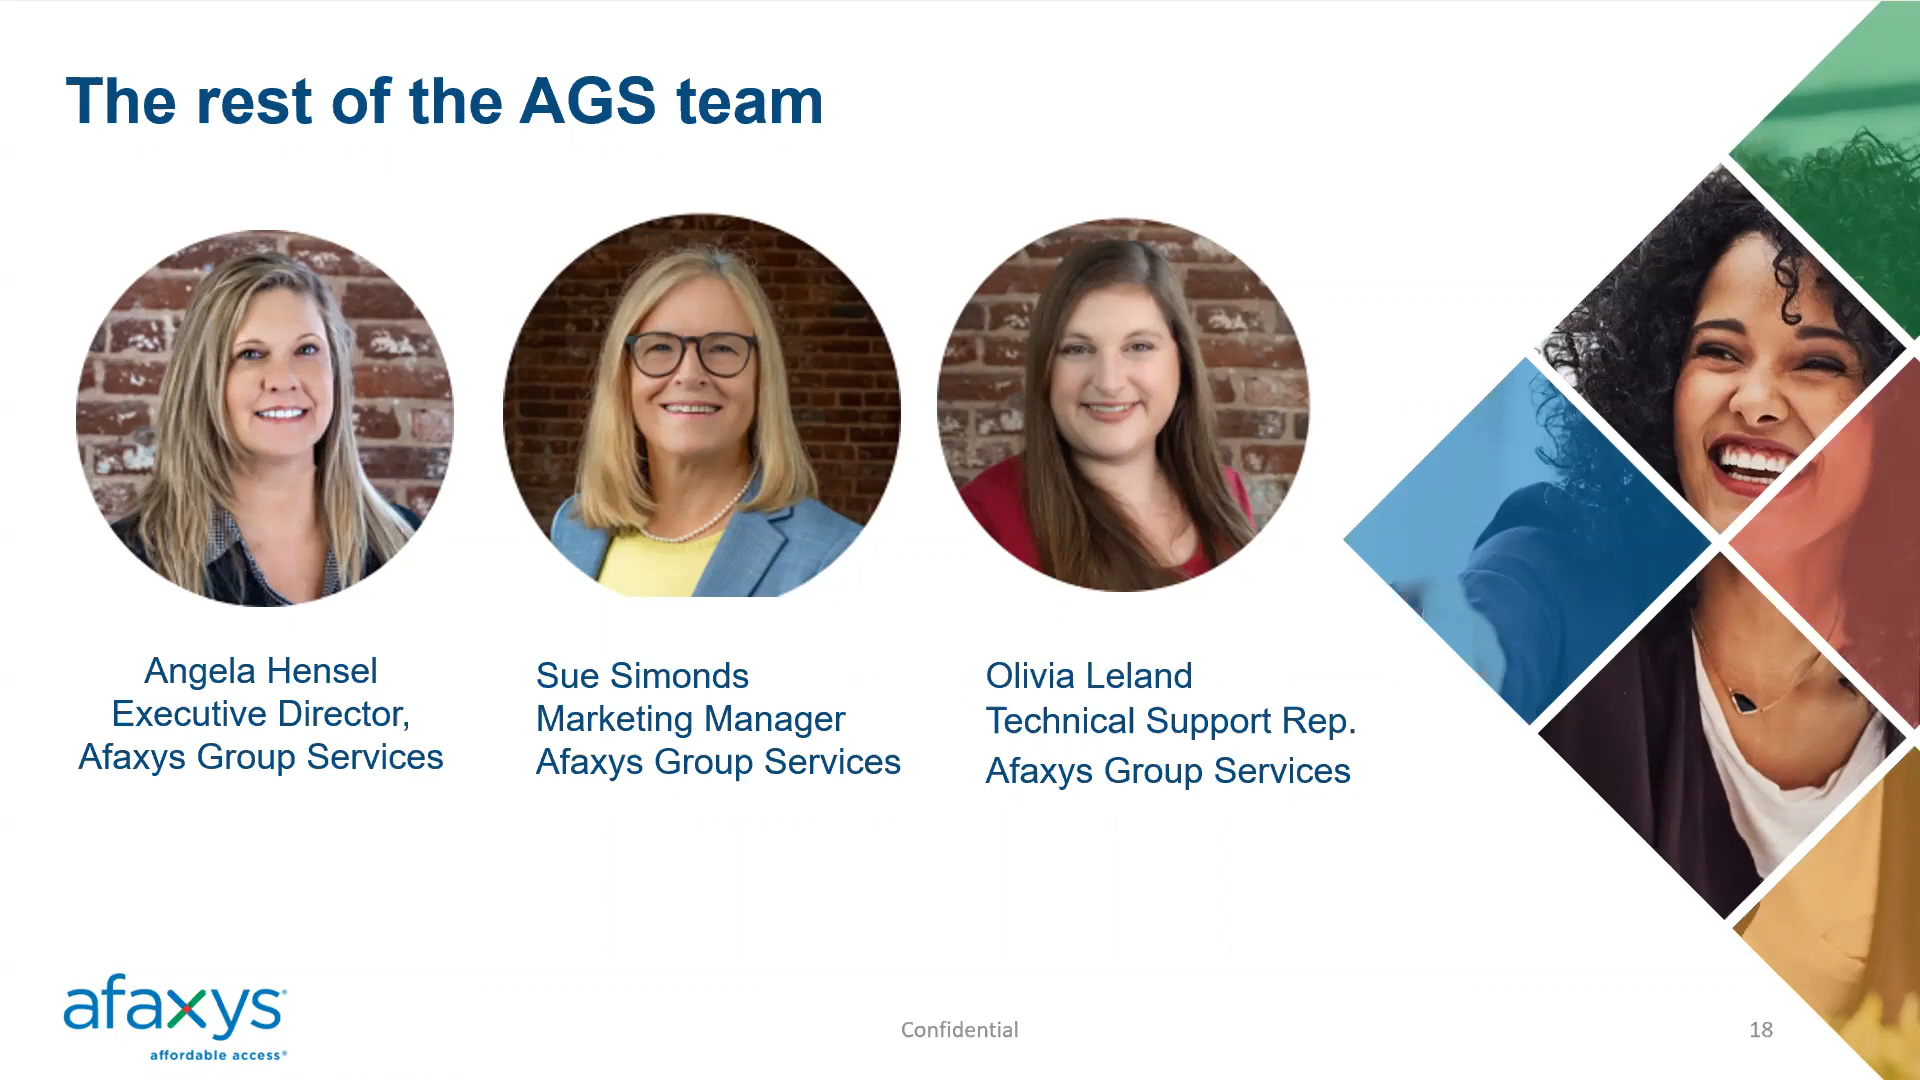 The rest of the AGS team
Angela Hensel
Executive Director,
Afaxys Group Services
Sue Simonds
Marketing Manager
Afaxys Group Services
Olivia Leland
Technical Support Rep.
Afaxys Group Services
afaxys®
affordable access®
Confidential
18